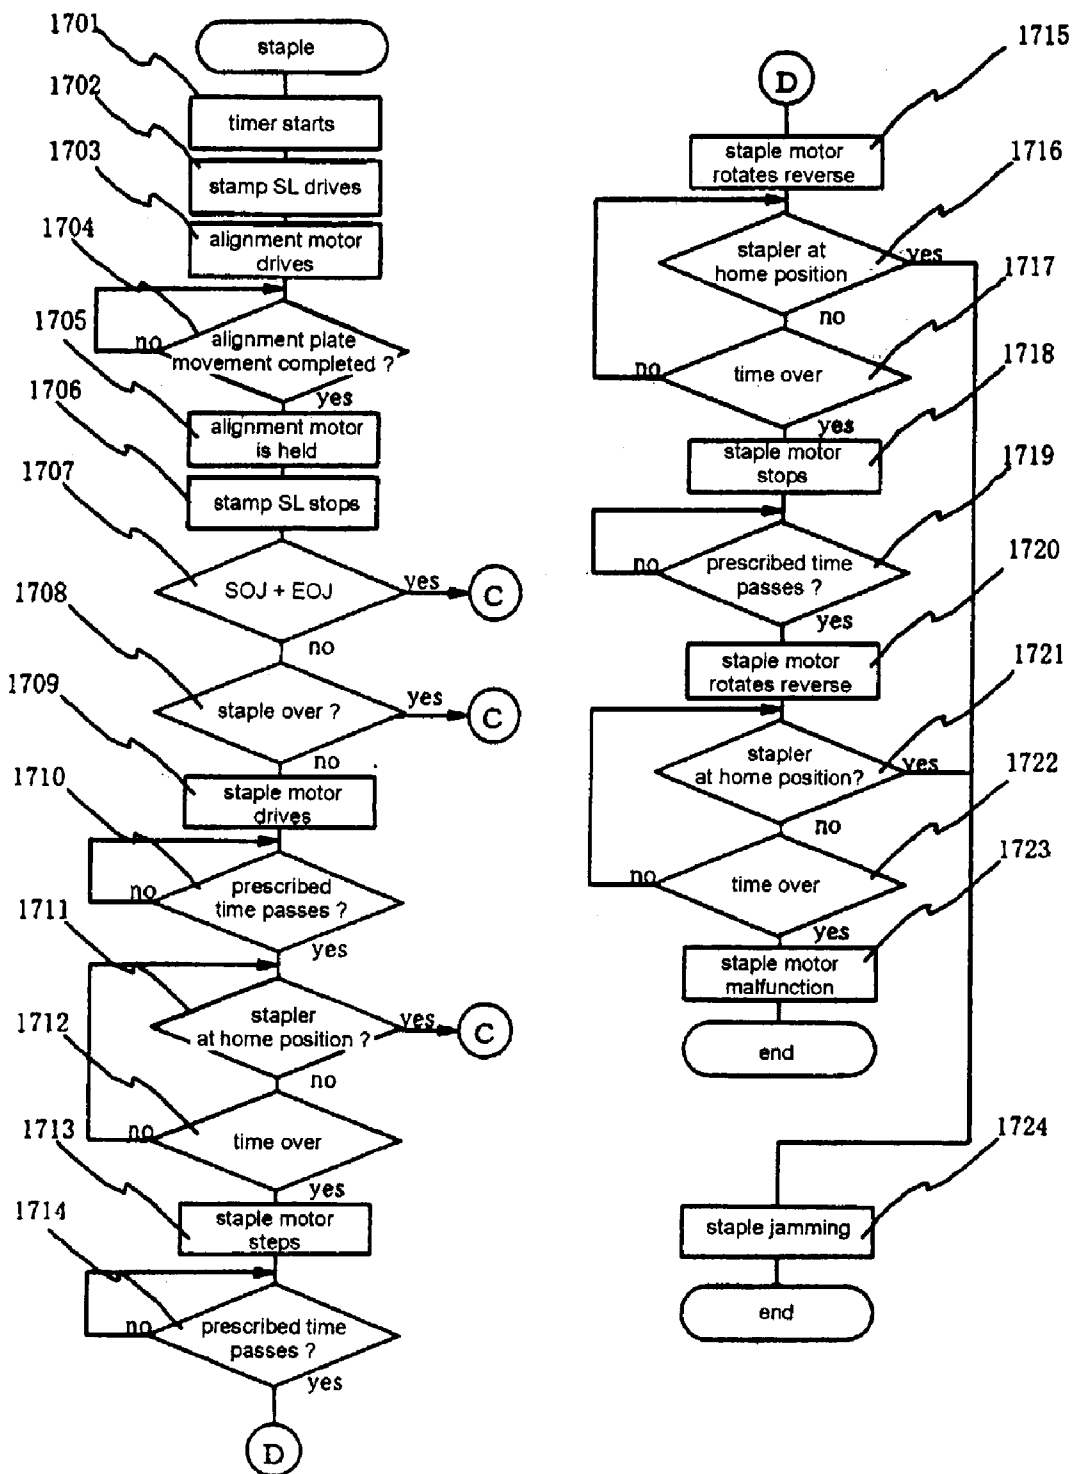 1701
staple
1702
timer starts
1703
stamp SL drives
1704
alignment motor
drives
1705
no
alignment plate
movement completed ?
yes
1706
alignment motor
is held
1707
stamp SL stops
SOJ + EOJ
yes
C
no
1708
staple over ?
yes
C
no
1709
staple motor
drives
1710
no
prescribed
time passes ?
yes
1711
stapler
at home position ?
yes
C
no
1712
no
time over
yes
1713
staple motor
steps
1714
no
prescribed time
passes ?
yes
D
D
1715
staple motor
rotates reverse
1716
stapler at
home position
yes
no
1717
no
time over
yes
1718
staple motor
stops
1719
no
prescribed time
passes ?
yes
1720
staple motor
rotates reverse
1721
stapler
at home position?
yes
no
1722
no
time over
yes
1723
staple motor
malfunction
end
1724
staple jamming
end